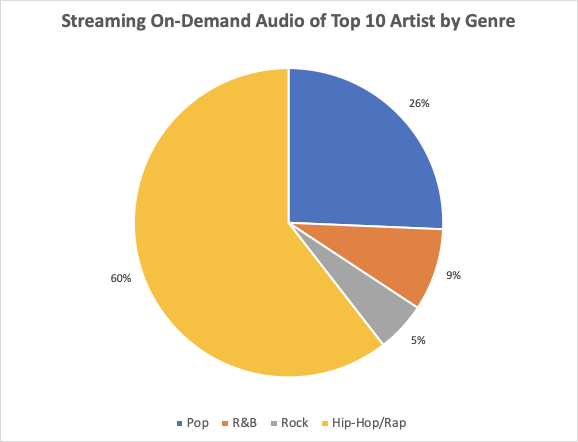 Streaming On-Demand Audio of Top 10 Artist by Genre
26%
9%
5%
60%
Pop R&B Rock Hip-Hop/Rap